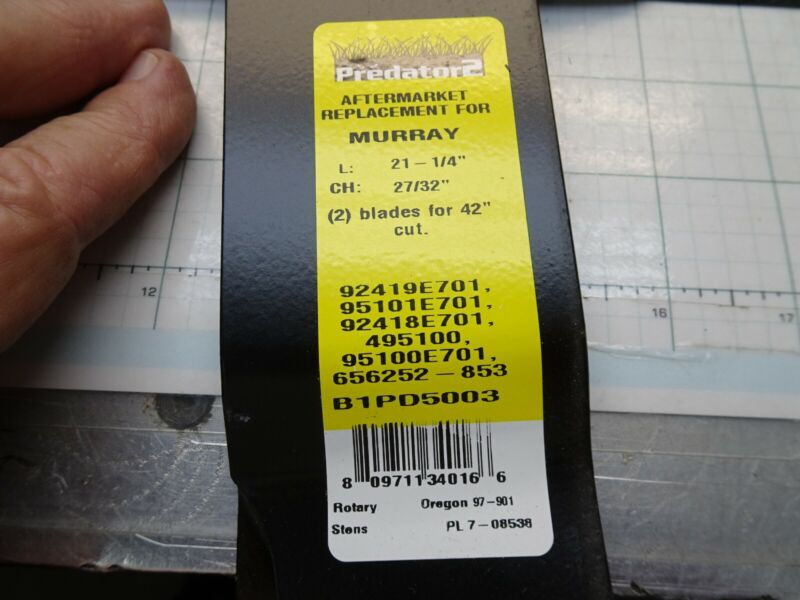 Predator2
AFTERMARKET
REPLACEMENT FOR
MURRAY
L: 21-1/4"
CH: 27/32"
(2) blades for 42"
cut.
92419E701,
95101E701,
92418E701,
495100,
95100E701,
656252-853
B1PD5003
8 09711 34016 6
Rotary Oregon 97-901
Stens PL 7-08538
12
16
17